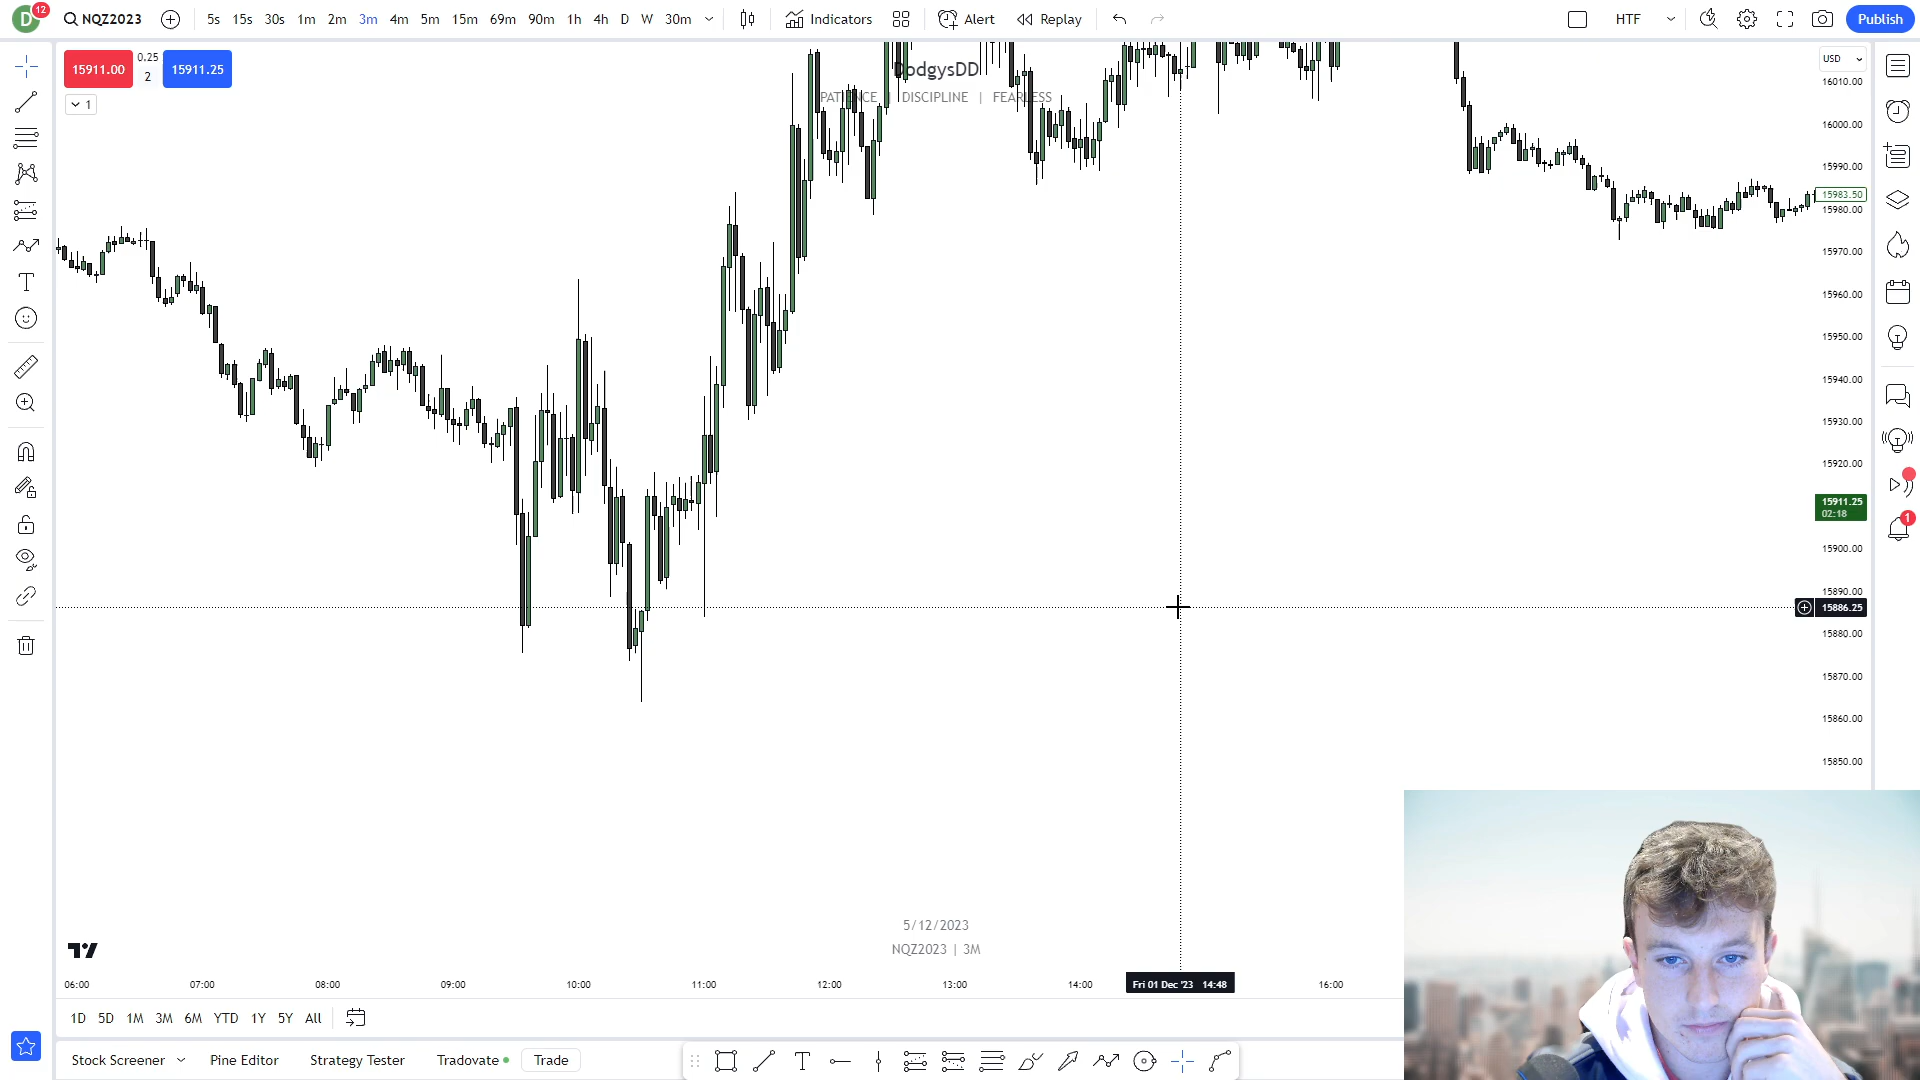 D 12 NQZ2023 5s 15s 30s 1m 2m 3m 4m 5m 15m 69m 90m 1h 4h D W 30m Indicators Alert Replay HTF Publish
15911.00 0.25 2 15911.25
1
DodgysDD
PATIENCE | DISCIPLINE | FEARLESS
USD
16010.00
16000.00
15990.00
15983.50
15980.00
15970.00
15960.00
15950.00
15940.00
15930.00
15920.00
15911.25
02:18
15900.00
15890.00
15886.25
15880.00
15870.00
15860.00
15850.00
1
5/12/2023
NQZ2023 | 3M
06:00 07:00 08:00 09:00 10:00 11:00 12:00 13:00 14:00 Fri 01 Dec '23 14:48 16:00
1D 5D 1M 3M 6M YTD 1Y 5Y All
Stock Screener Pine Editor Strategy Tester Tradovate Trade